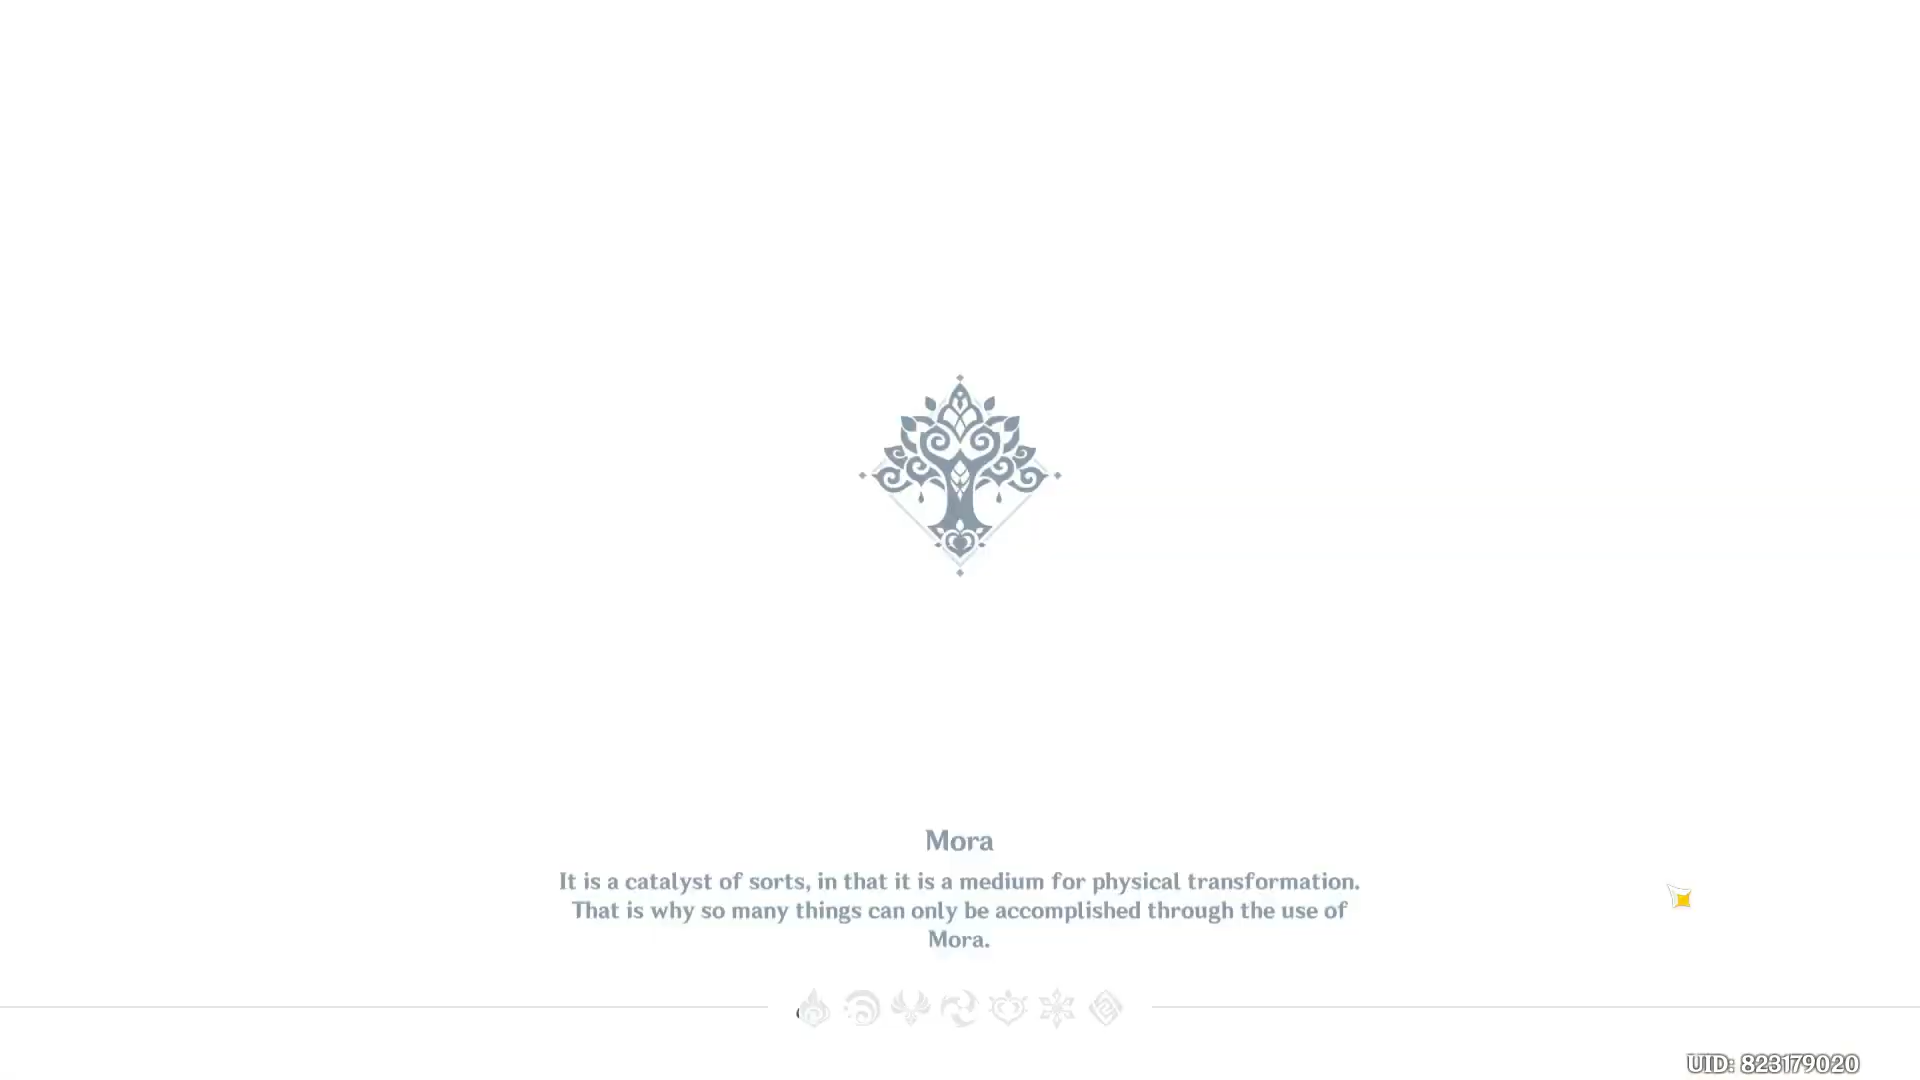 Mora
It is a catalyst of sorts, in that it is a medium for physical transformation.
That is why so many things can only be accomplished through the use of
Mora.
UID: 823179020